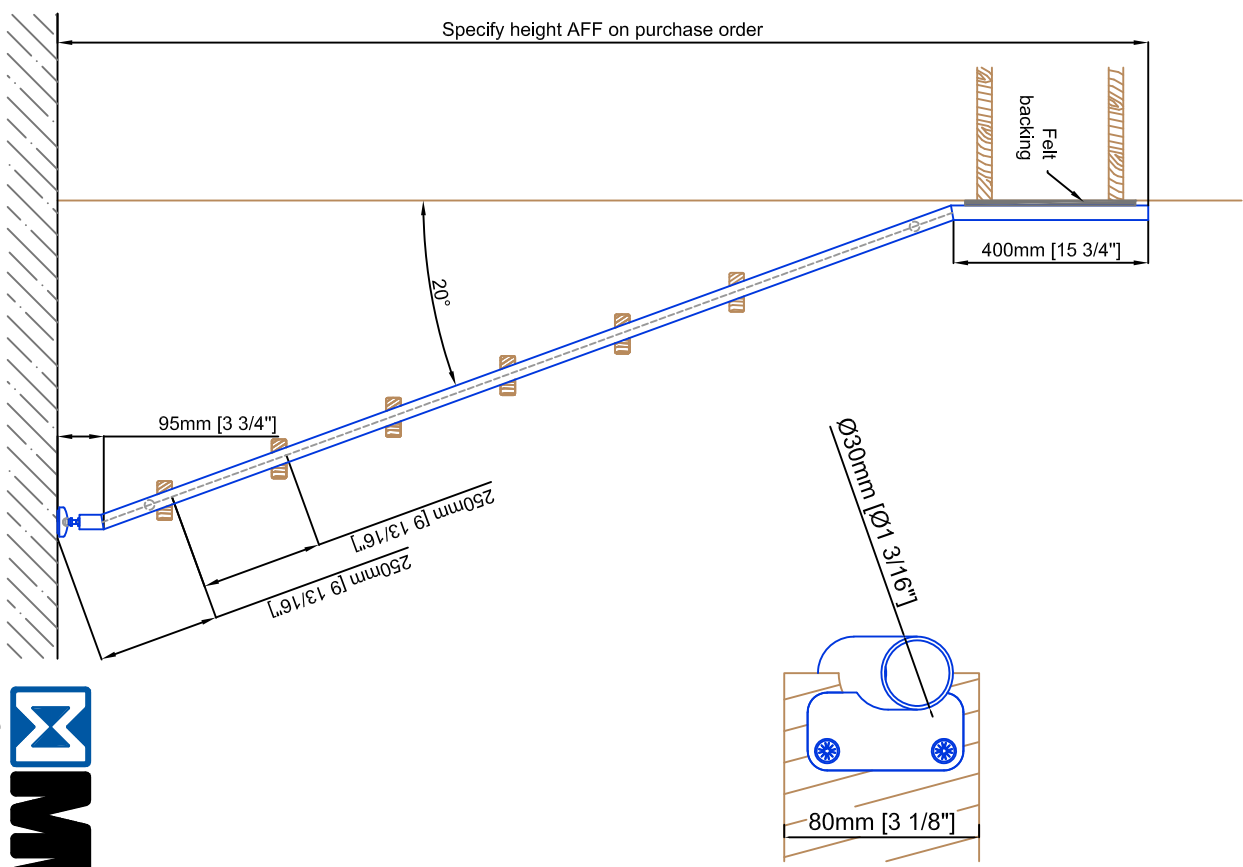 Specify height AFF on purchase order
Felt
backing
400mm [15 3/4"]
20°
95mm [3 3/4"]
250mm [9 13/16"]
250mm [9 13/16"]
Ø30mm [Ø1 3/16"]
80mm [3 1/8"]
M